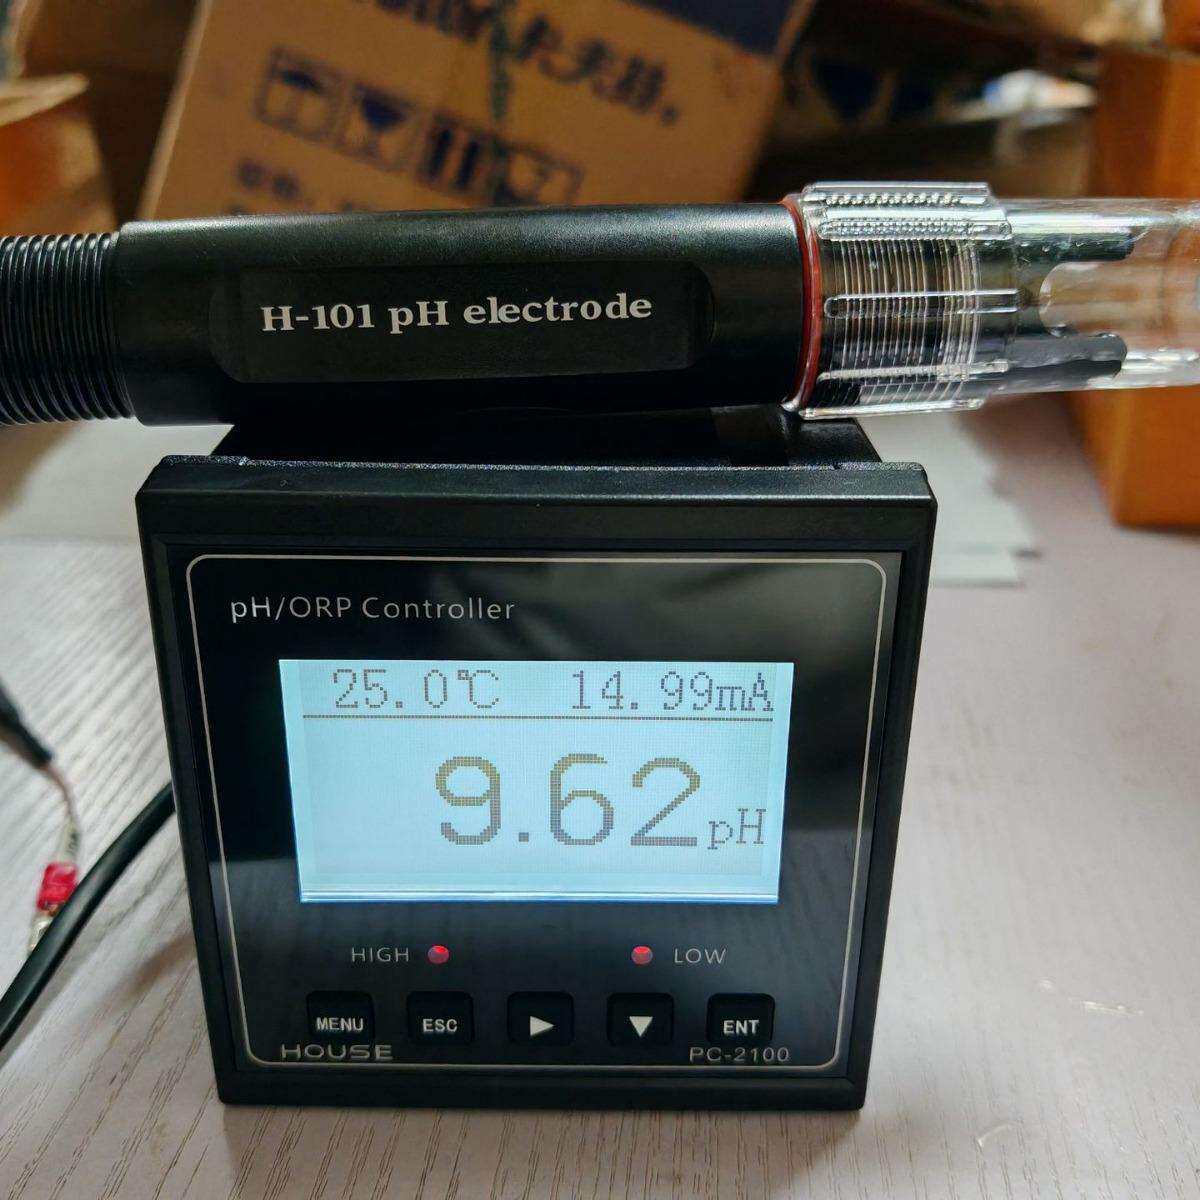 H-101 pH electrode
pH/ORP Controller
25.0℃ 14.99mA
9.62pH
HIGH LOW
MENU ESC ENT
HOUSE PC-2100